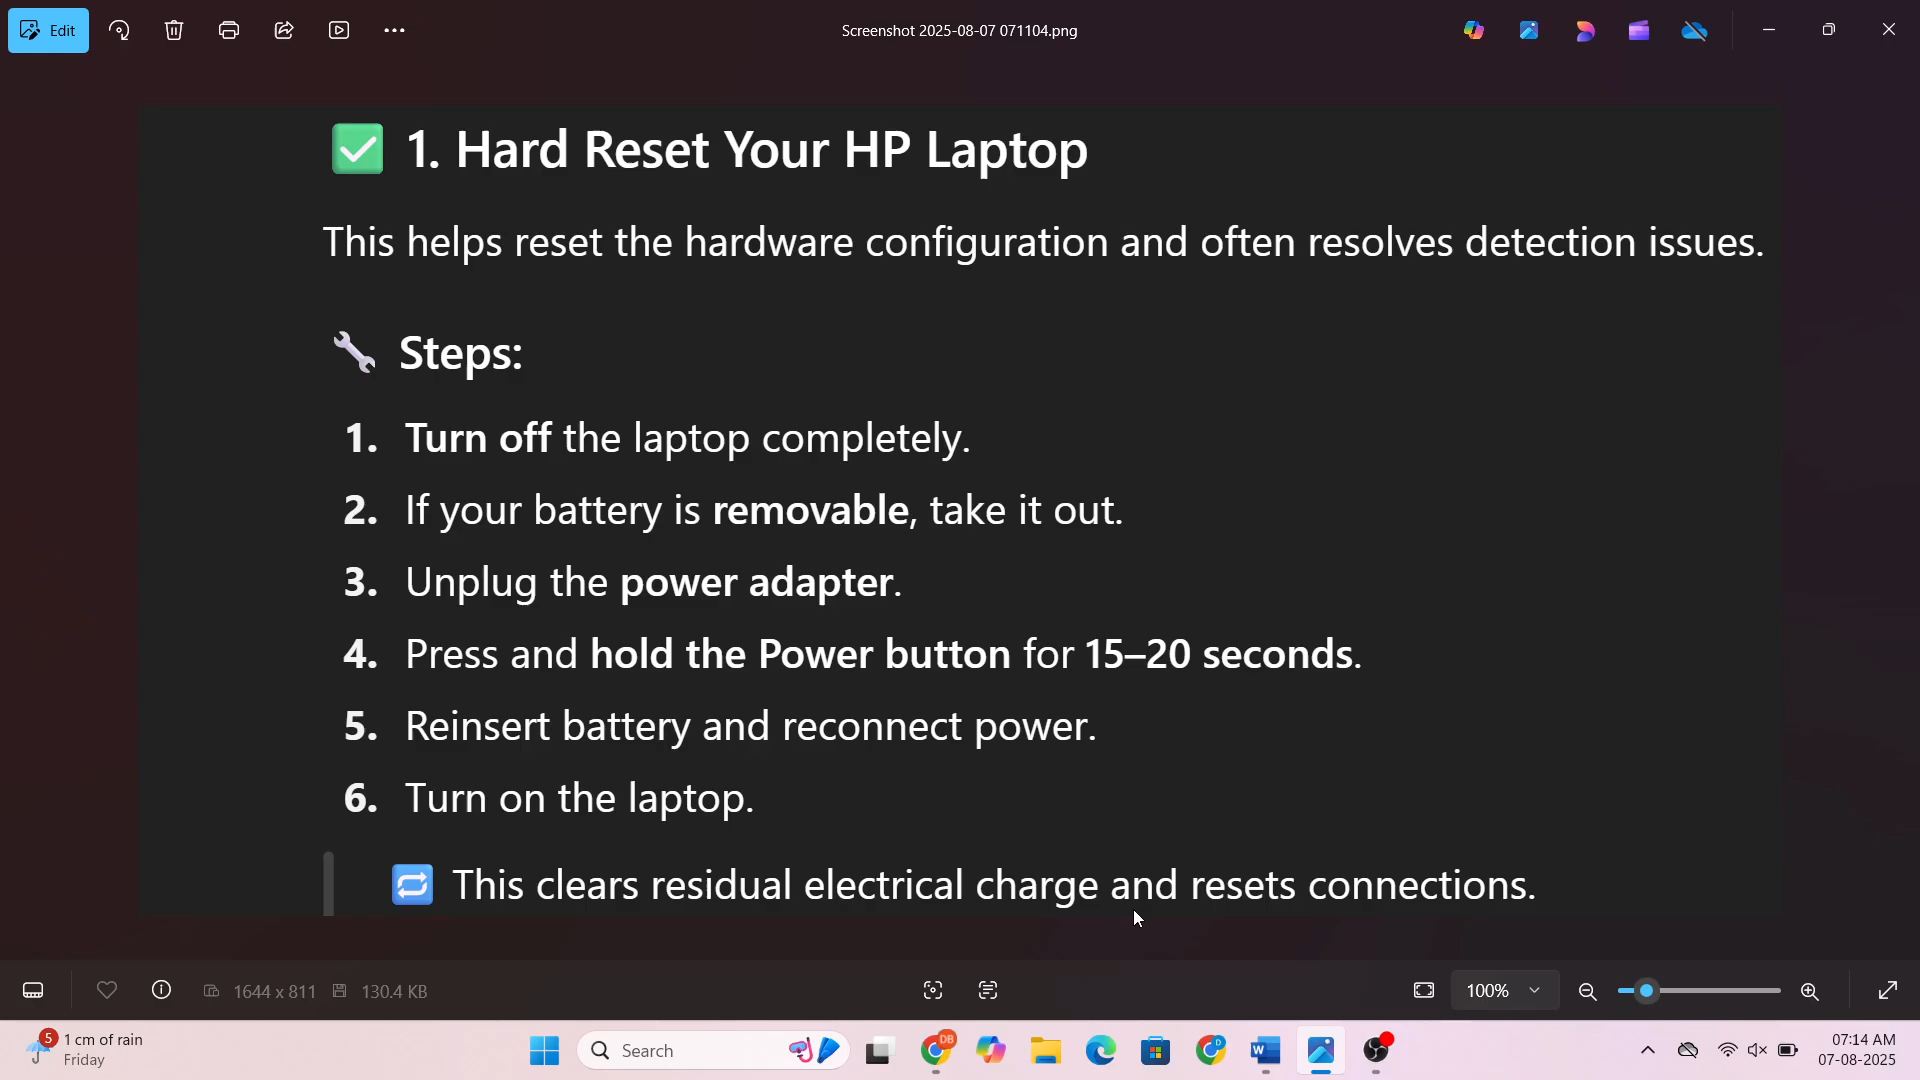 Edit
Screenshot 2025-08-07 071104.png
✅ 1. Hard Reset Your HP Laptop
This helps reset the hardware configuration and often resolves detection issues.
🔧 Steps:
1. Turn off the laptop completely.
2. If your battery is removable, take it out.
3. Unplug the power adapter.
4. Press and hold the Power button for 15–20 seconds.
5. Reinsert battery and reconnect power.
6. Turn on the laptop.
🔁 This clears residual electrical charge and resets connections.
1644 x 811 130.4 KB 100%
5 1 cm of rain
Friday
Search
DB
D
W
07:14 AM
07-08-2025